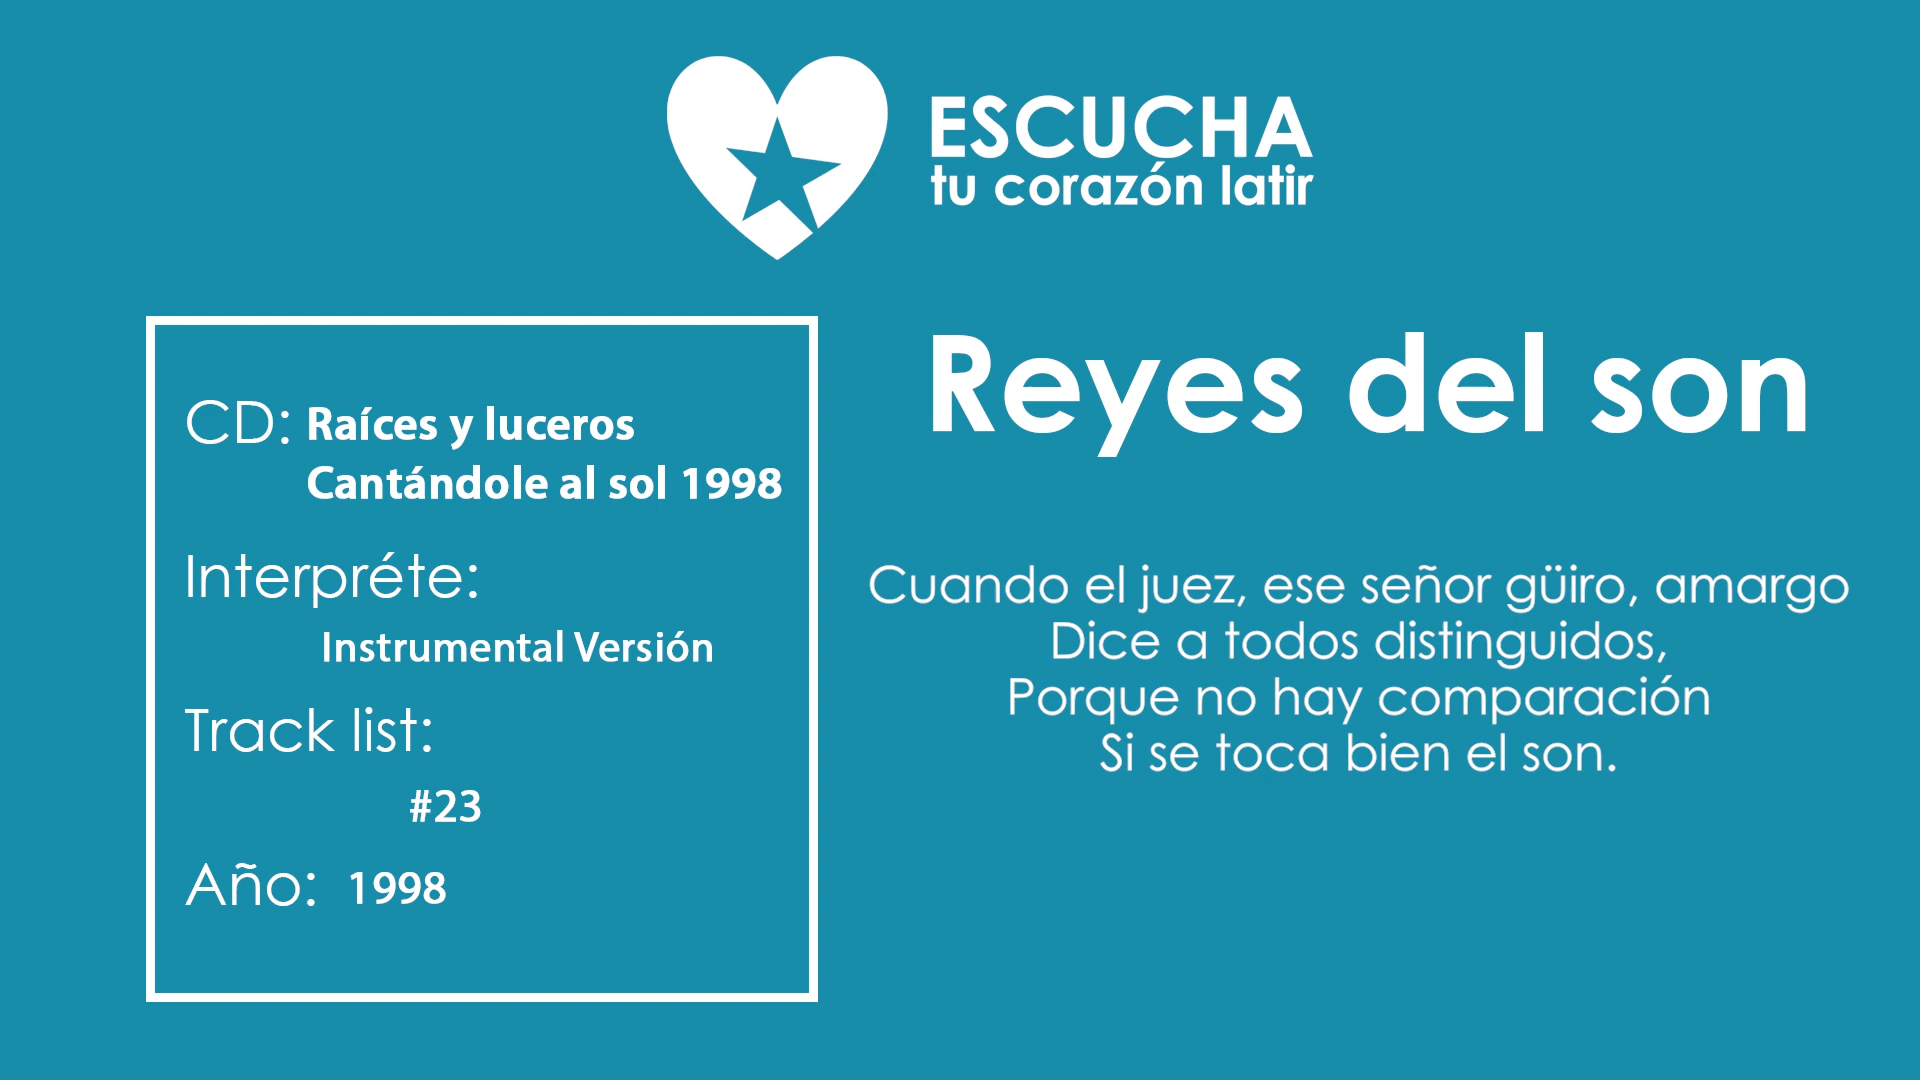 ESCUCHA
tu corazón latir
CD: Raíces y luceros
Cantándole al sol 1998
Interpréte:
Instrumental Versión
Track list:
#23
Año: 1998
Reyes del son
Cuando el juez, ese señor güiro, amargo
Dice a todos distinguidos,
Porque no hay comparación
Si se toca bien el son.